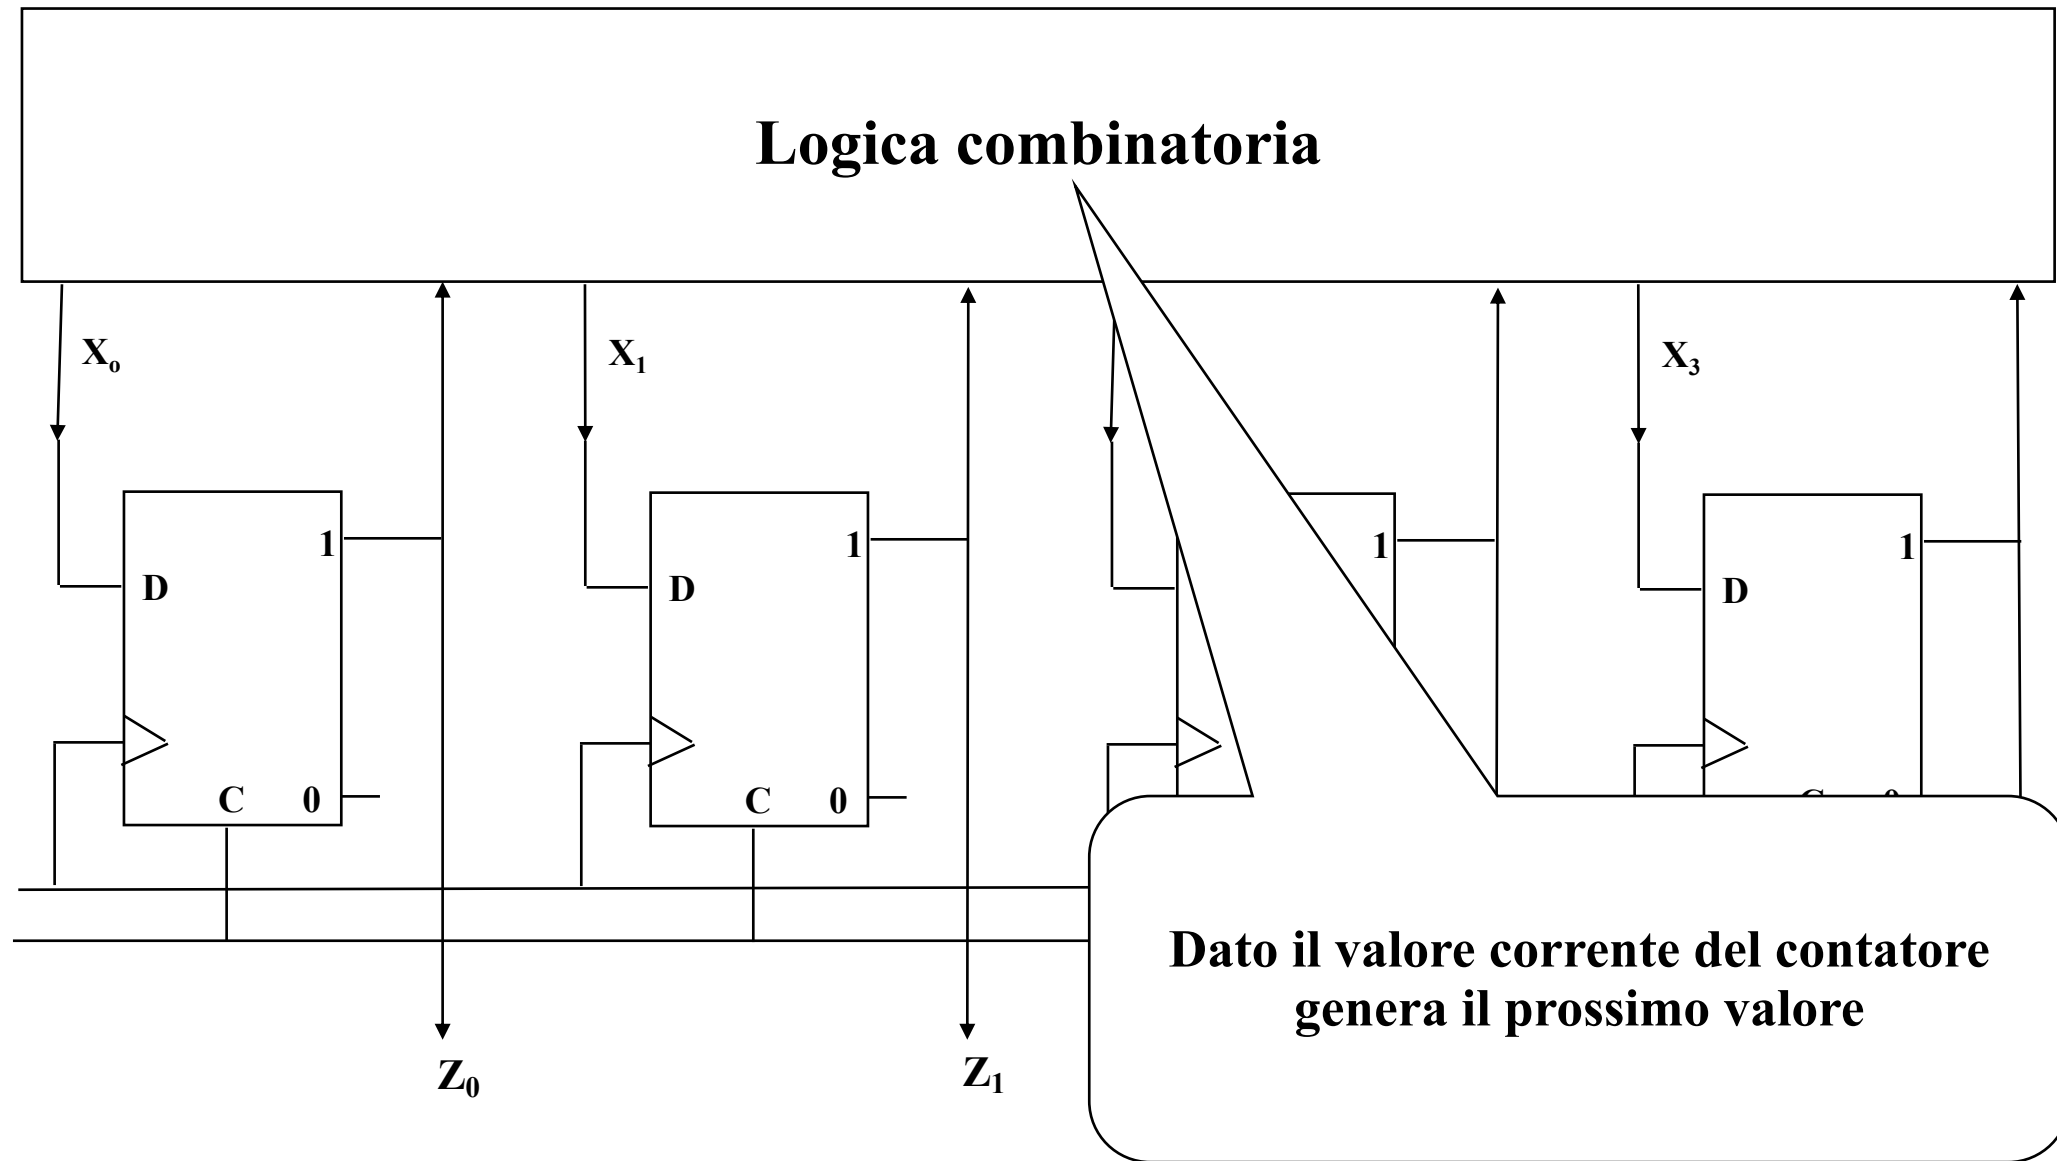 Logica combinatoria
Xo X1 X3
1 1 1 1
D D D
C 0 C 0
Dato il valore corrente del contatore
genera il prossimo valore
Z0 Z1